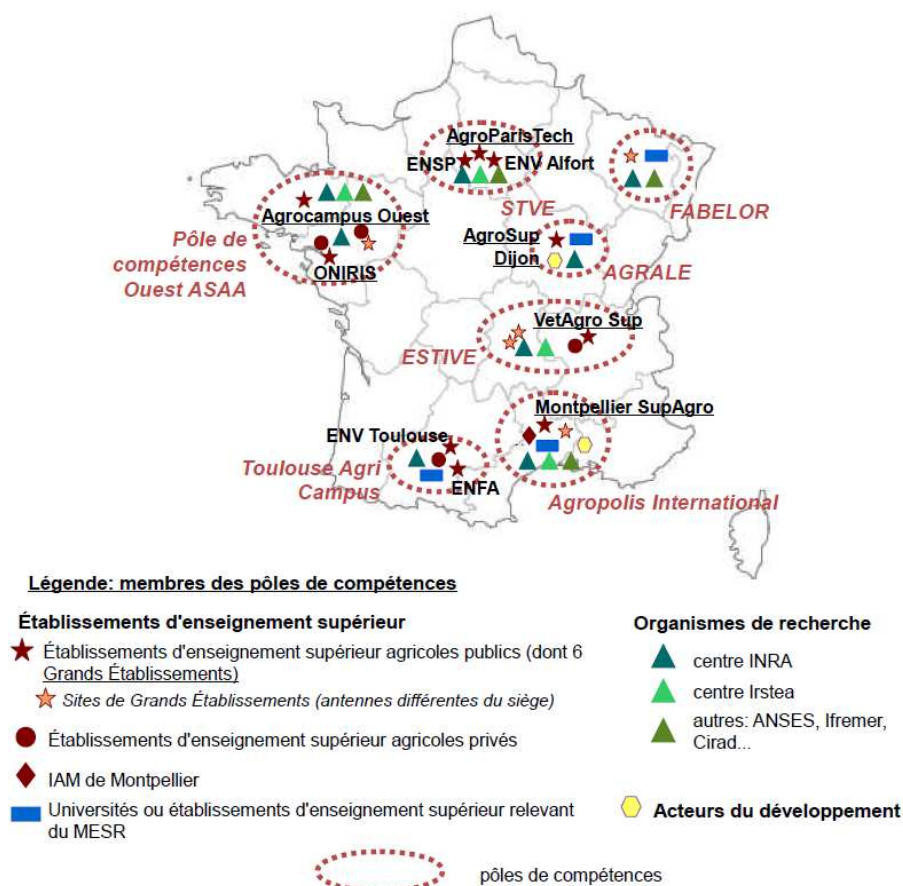 AgroParisTech
ENSP
ENV Alfort
STVE
FABELOR
Agrocampus Ouest
Pôle de
compétences
Ouest ASAA
ONIRIS
AgroSup
Dijon
AGRALE
VetAgro Sup
ESTIVE
Montpellier SupAgro
ENV Toulouse
Toulouse Agri
Campus
ENFA
Agropolis International
Légende: membres des pôles de compétences
Établissements d'enseignement supérieur
Établissements d'enseignement supérieur agricoles publics (dont 6
Grands Établissements)
Sites de Grands Établissements (antennes différentes du siège)
Établissements d'enseignement supérieur agricoles privés
IAM de Montpellier
Universités ou établissements d'enseignement supérieur relevant
du MESR
Organismes de recherche
centre INRA
centre Irstea
autres: ANSES, Ifremer,
Cirad...
Acteurs du développement
pôles de compétences